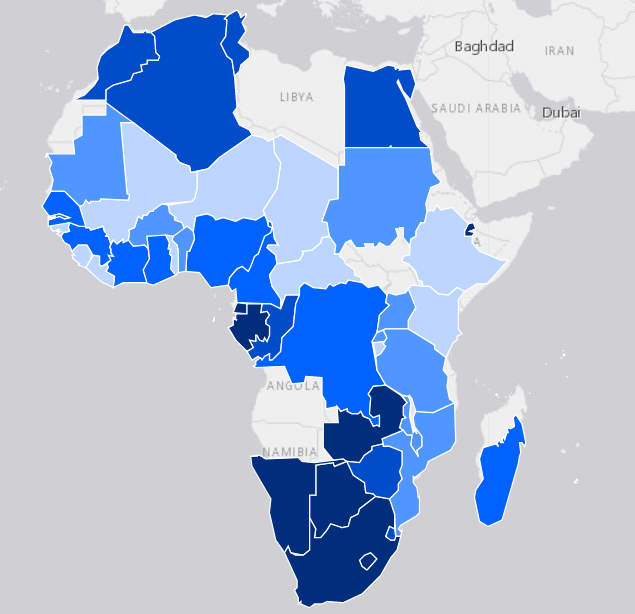 Baghdad
IRAN
LIBYA
SAUDI ARABIA
Dubai
A
ANGOLA
NAMIBIA